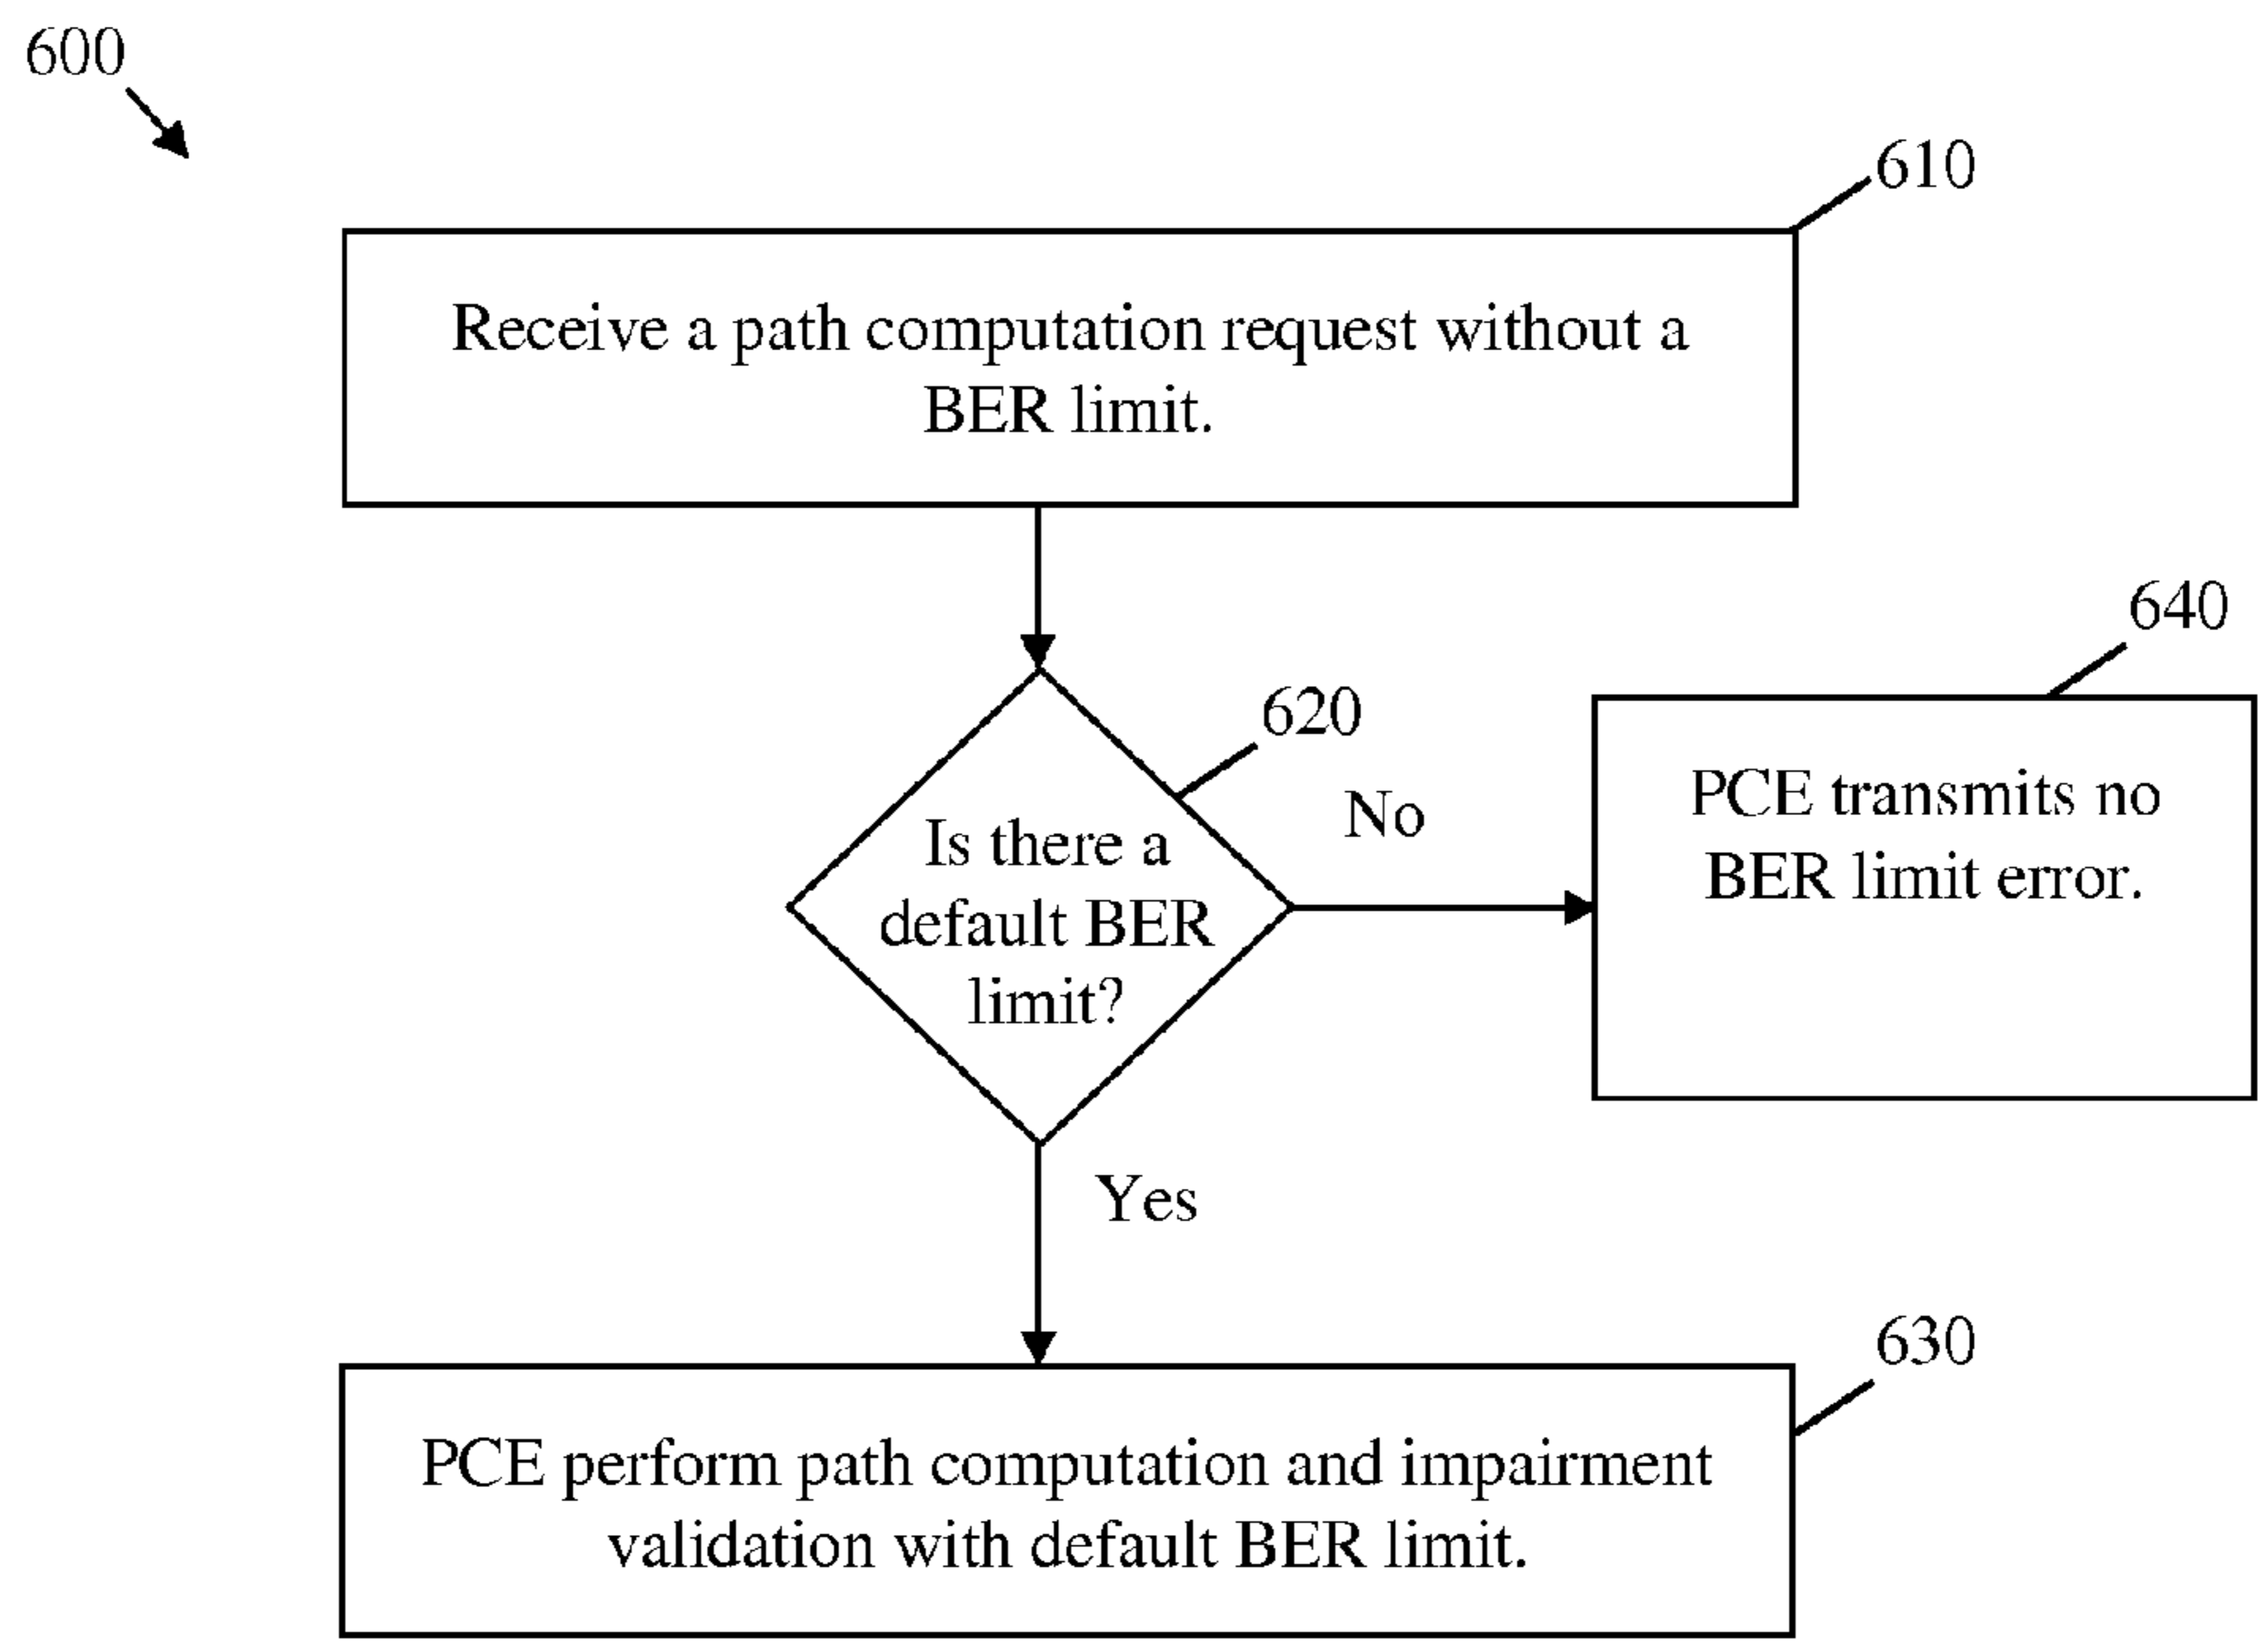 600
610
Receive a path computation request without a
BER limit.
640
620
No
PCE transmits no
BER limit error.
Is there a
default BER
limit?
Yes
630
PCE perform path computation and impairment
validation with default BER limit.